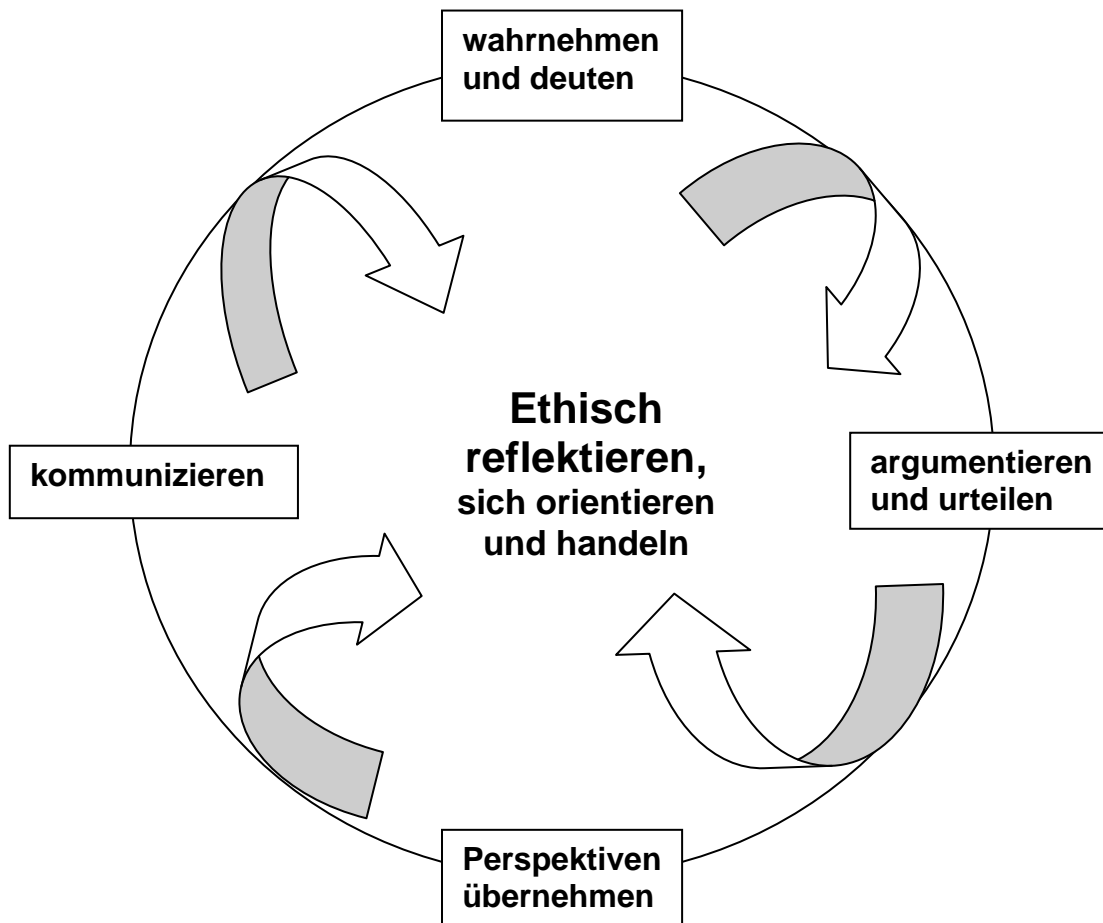 wahrnehmen
und deuten
kommunizieren
Ethisch
reflektieren,
sich orientieren
und handeln
argumentieren
und urteilen
Perspektiven
übernehmen